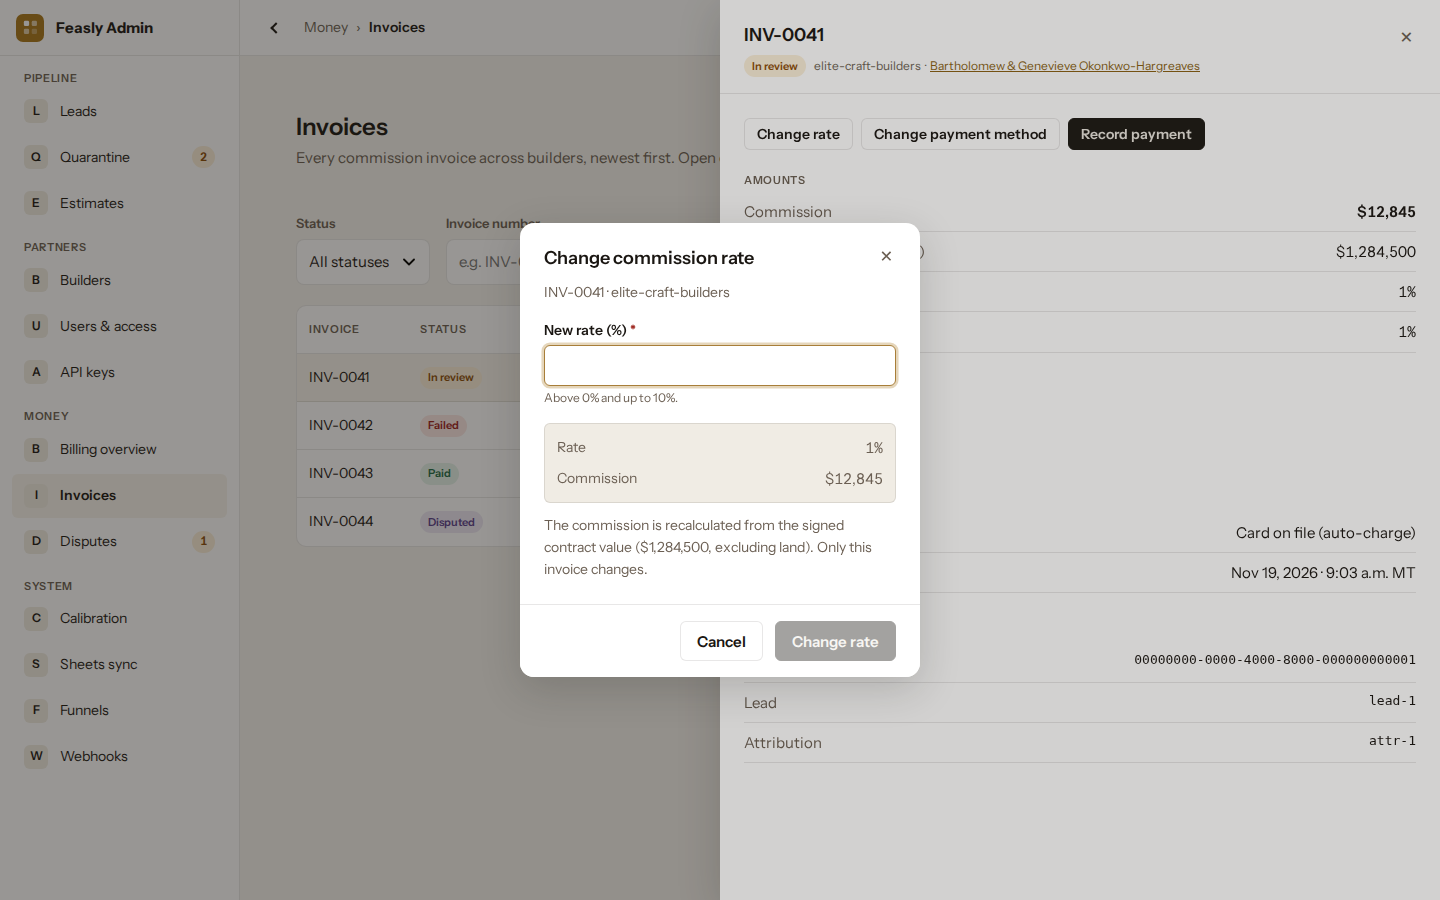 Feasly Admin
PIPELINE
L Leads
Q Quarantine 2
E Estimates
PARTNERS
B Builders
U Users & access
A API keys
MONEY
B Billing overview
I Invoices
D Disputes 1
SYSTEM
C Calibration
S Sheets sync
F Funnels
W Webhooks
Money › Invoices
Invoices
Every commission invoice across builders, newest first. Open
Status
Invoice number
All statuses
e.g. INV-
INVOICE STATUS
INV-0041 In review
INV-0042 Failed
INV-0043 Paid
INV-0044 Disputed
INV-0041
In review elite-craft-builders · Bartholomew & Genevieve Okonkwo-Hargreaves
Change rate
Change payment method
Record payment
AMOUNTS
Commission $12,845
) $1,284,500
1%
1%
Card on file (auto-charge)
Nov 19, 2026 · 9:03 a.m. MT
00000000-0000-4000-8000-000000000001
Lead lead-1
Attribution attr-1
Change commission rate
INV-0041 · elite-craft-builders
New rate (%) *
Above 0% and up to 10%.
Rate 1%
Commission $12,845
The commission is recalculated from the signed
contract value ($1,284,500, excluding land). Only this
invoice changes.
Cancel
Change rate